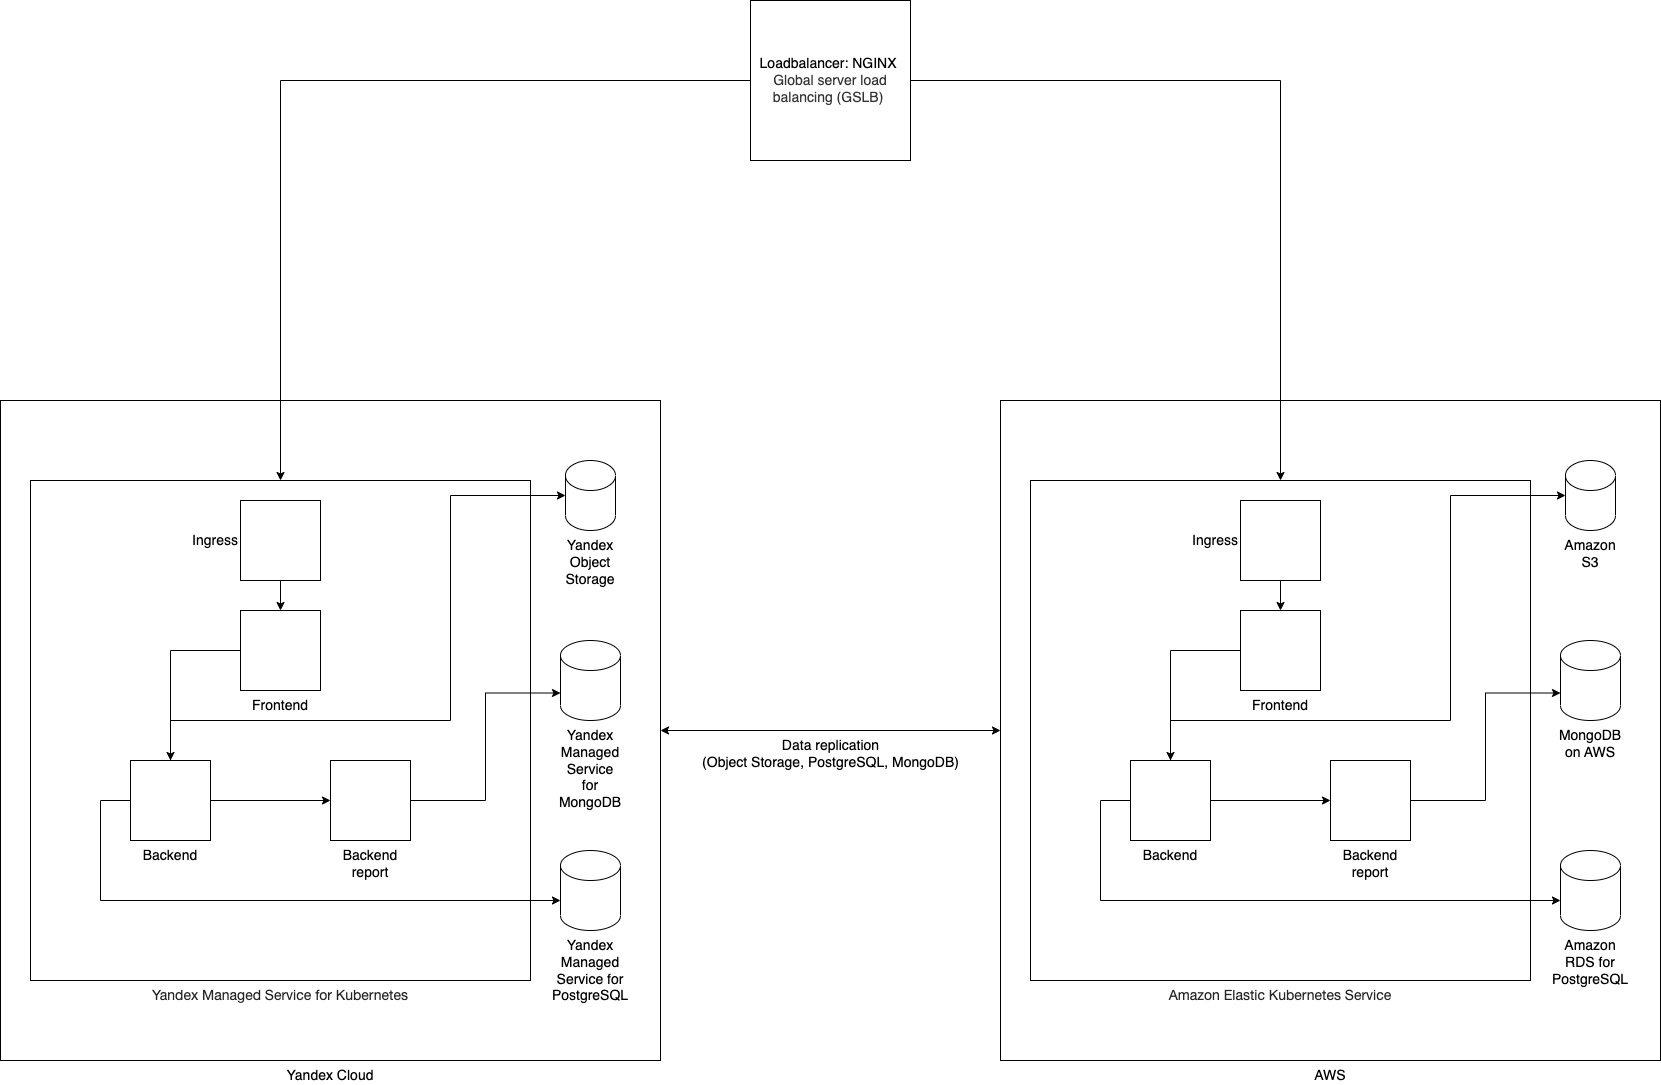 Loadbalancer: NGINX
Global server load
balancing (GSLB)
Ingress
Frontend
Backend
Backend
report
Yandex
Object
Storage
Yandex
Managed
Service
for
MongoDB
Yandex
Managed
Service for
PostgreSQL
Yandex Managed Service for Kubernetes
Yandex Cloud
Data replication
(Object Storage, PostgreSQL, MongoDB)
Ingress
Frontend
Backend
Backend
report
Amazon
S3
MongoDB
on AWS
Amazon
RDS for
PostgreSQL
Amazon Elastic Kubernetes Service
AWS